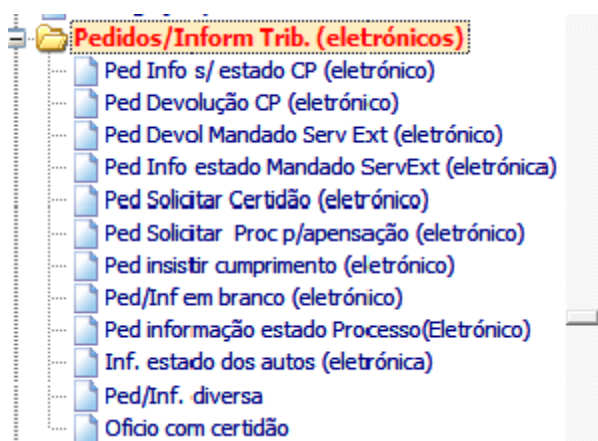 Pedidos/Inform Trib. (eletrónicos)
Ped Info s/ estado CP (eletrónico)
Ped Devolução CP (eletrónico)
Ped Devol Mandado Serv Ext (eletrónico)
Ped Info estado Mandado ServExt (eletrónica)
Ped Solicitar Certidão (eletrónico)
Ped Solicitar Proc p/apensação (eletrónico)
Ped insistir cumprimento (eletrónico)
Ped/Inf em branco (eletrónico)
Ped informação estado Processo(Eletrónico)
Inf. estado dos autos (eletrónica)
Ped/Inf. diversa
Oficio com certidão